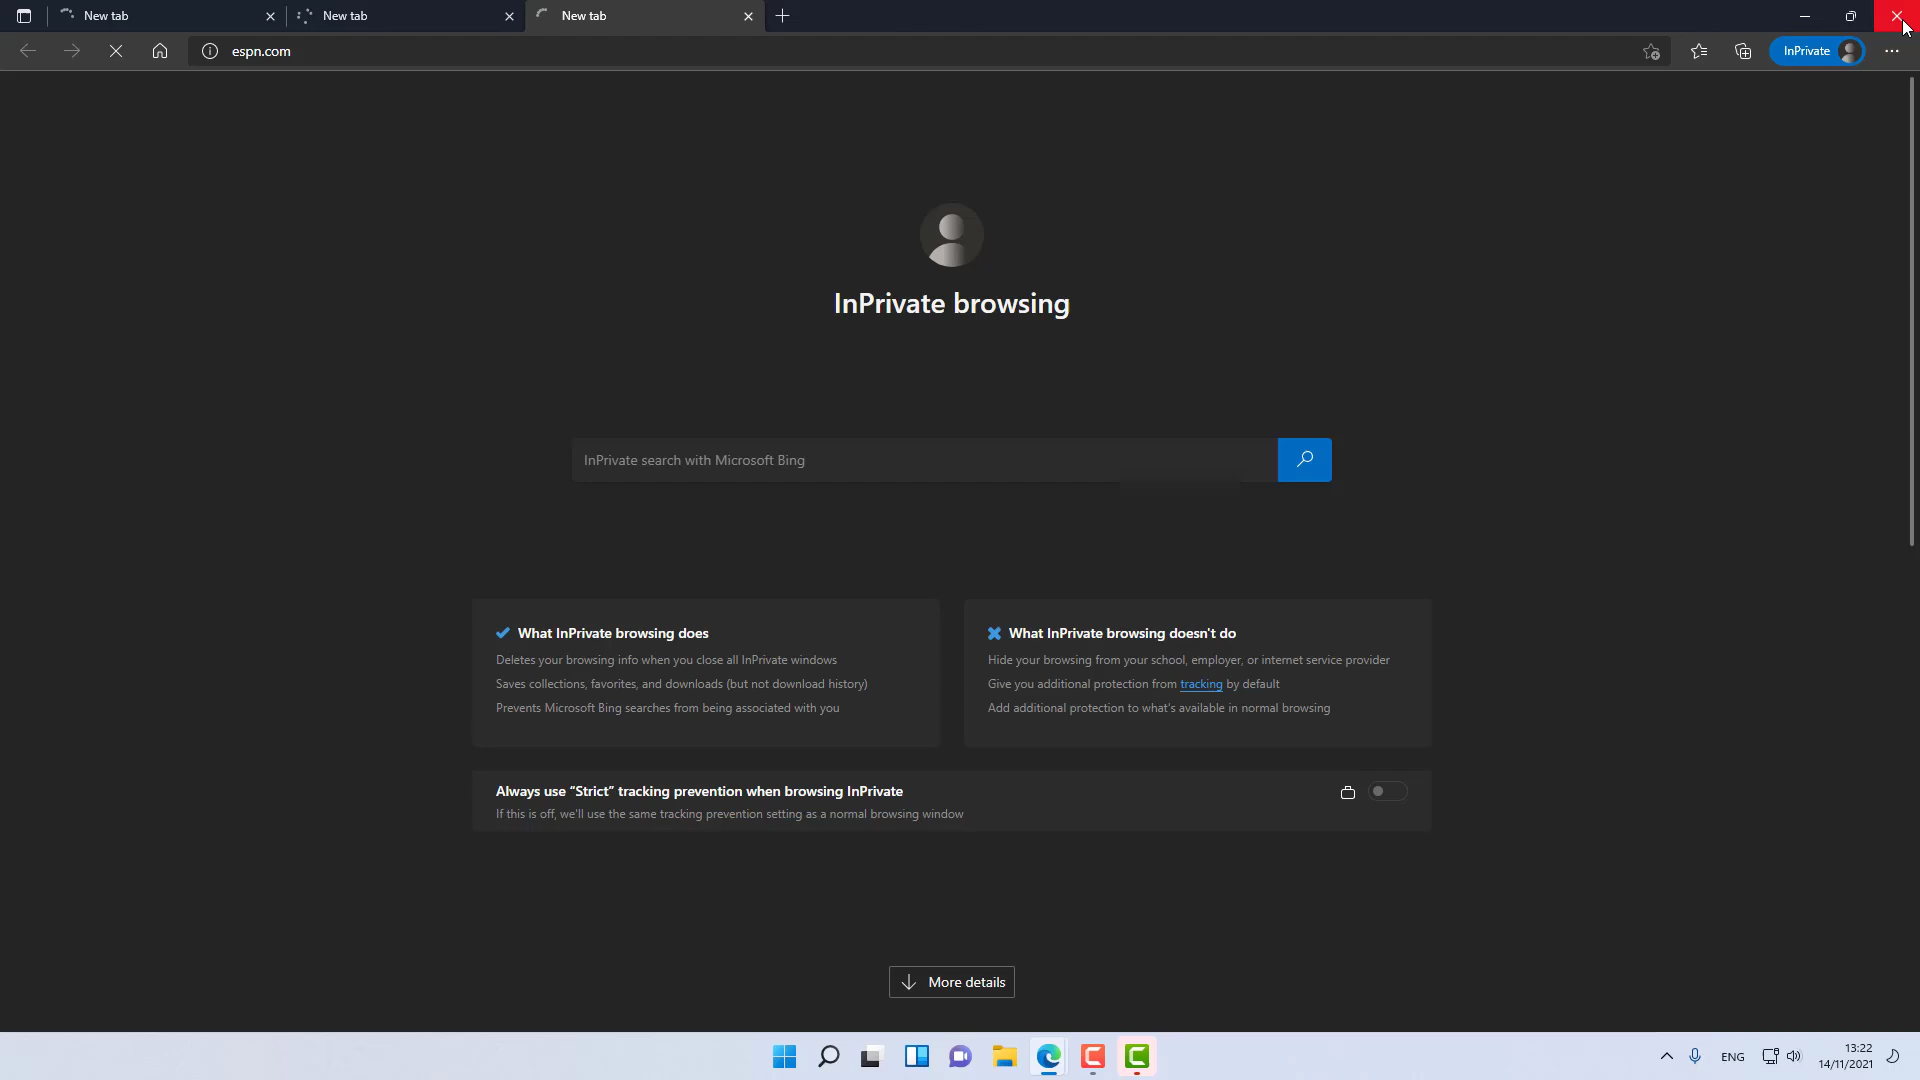 New tab
New tab
New tab
espn.com
InPrivate
InPrivate browsing
InPrivate search with Microsoft Bing
What InPrivate browsing does
Deletes your browsing info when you close all InPrivate windows
Saves collections, favorites, and downloads (but not download history)
Prevents Microsoft Bing searches from being associated with you
What InPrivate browsing doesn't do
Hide your browsing from your school, employer, or internet service provider
Give you additional protection from tracking by default
Add additional protection to what's available in normal browsing
Always use “Strict” tracking prevention when browsing InPrivate
If this is off, we'll use the same tracking prevention setting as a normal browsing window
More details
ENG
13:22
14/11/2021